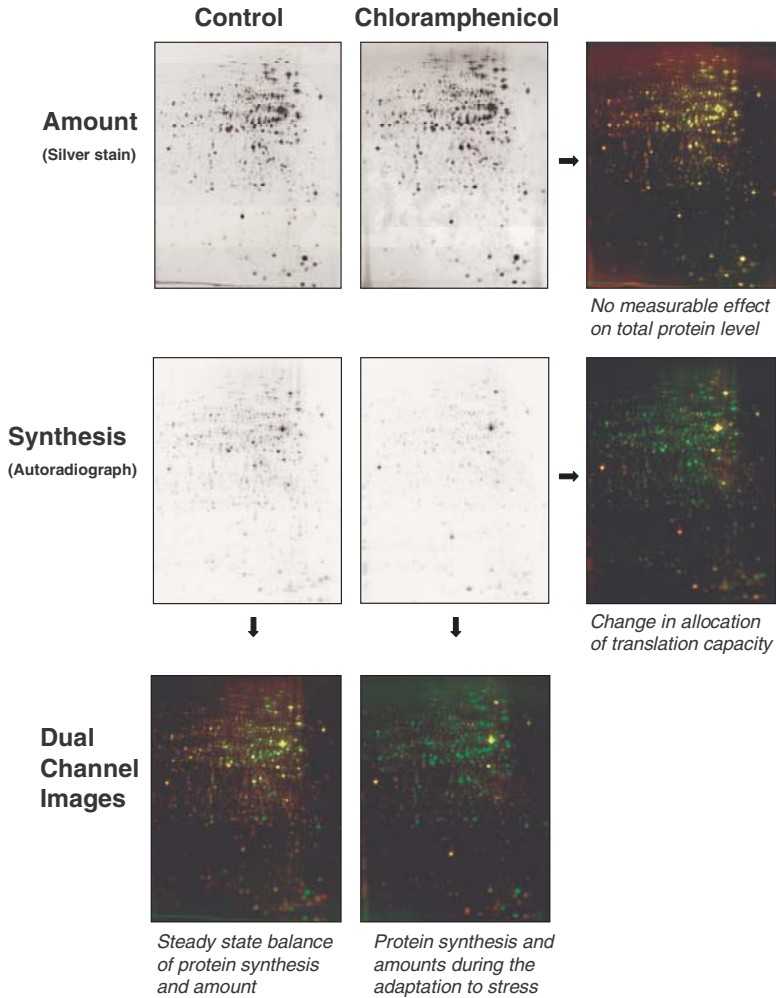 Control
Chloramphenicol
Amount
(Silver stain)
No measurable effect
on total protein level
Synthesis
(Autoradiograph)
Change in allocation
of translation capacity
Dual
Channel
Images
Steady state balance
of protein synthesis
and amount
Protein synthesis and
amounts during the
adaptation to stress